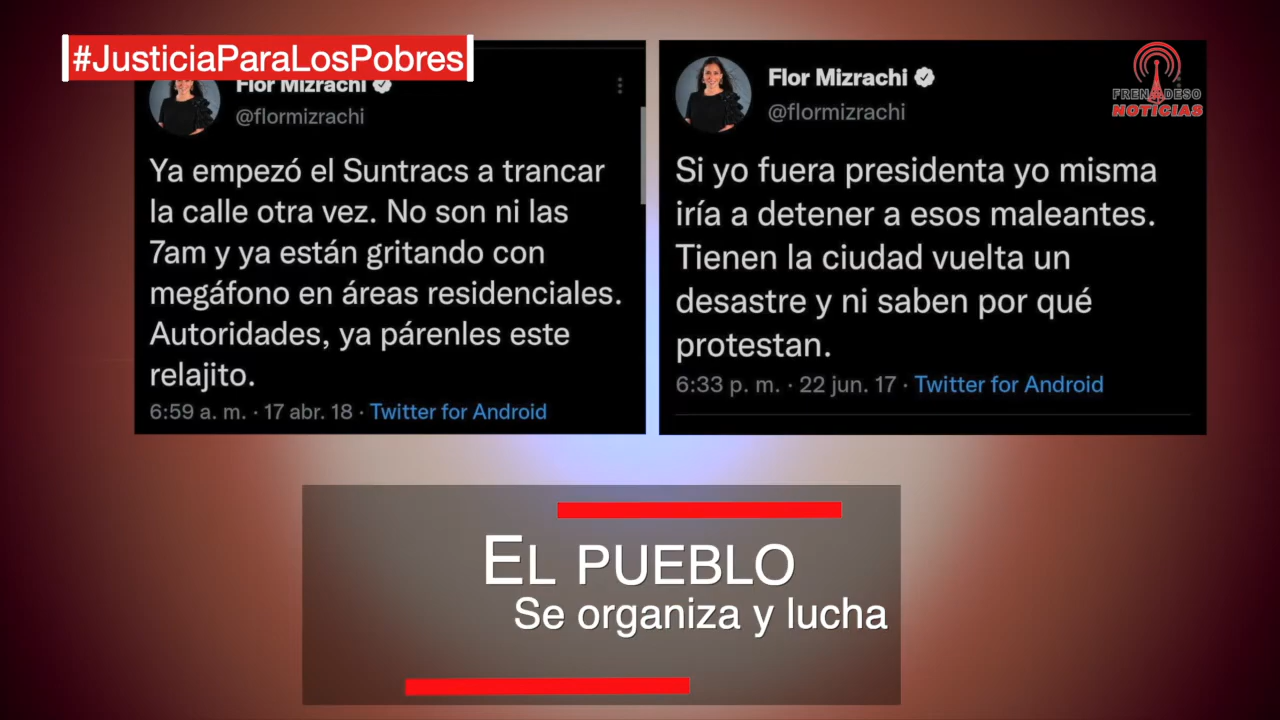 #JusticiaParaLosPobres
Flor Mizrachi
@flormizrachi
Ya empezó el Suntracs a trancar
la calle otra vez. No son ni las
7am y ya están gritando con
megáfono en áreas residenciales.
Autoridades, ya párenles este
relajito.
6:59 a. m. · 17 abr. 18 · Twitter for Android
Flor Mizrachi
@flormizrachi
Si yo fuera presidenta yo misma
iría a detener a esos maleantes.
Tienen la ciudad vuelta un
desastre y ni saben por qué
protestan.
6:33 p. m. · 22 jun. 17 · Twitter for Android
FRENADESO
NOTICIAS
EL PUEBLO
Se organiza y lucha